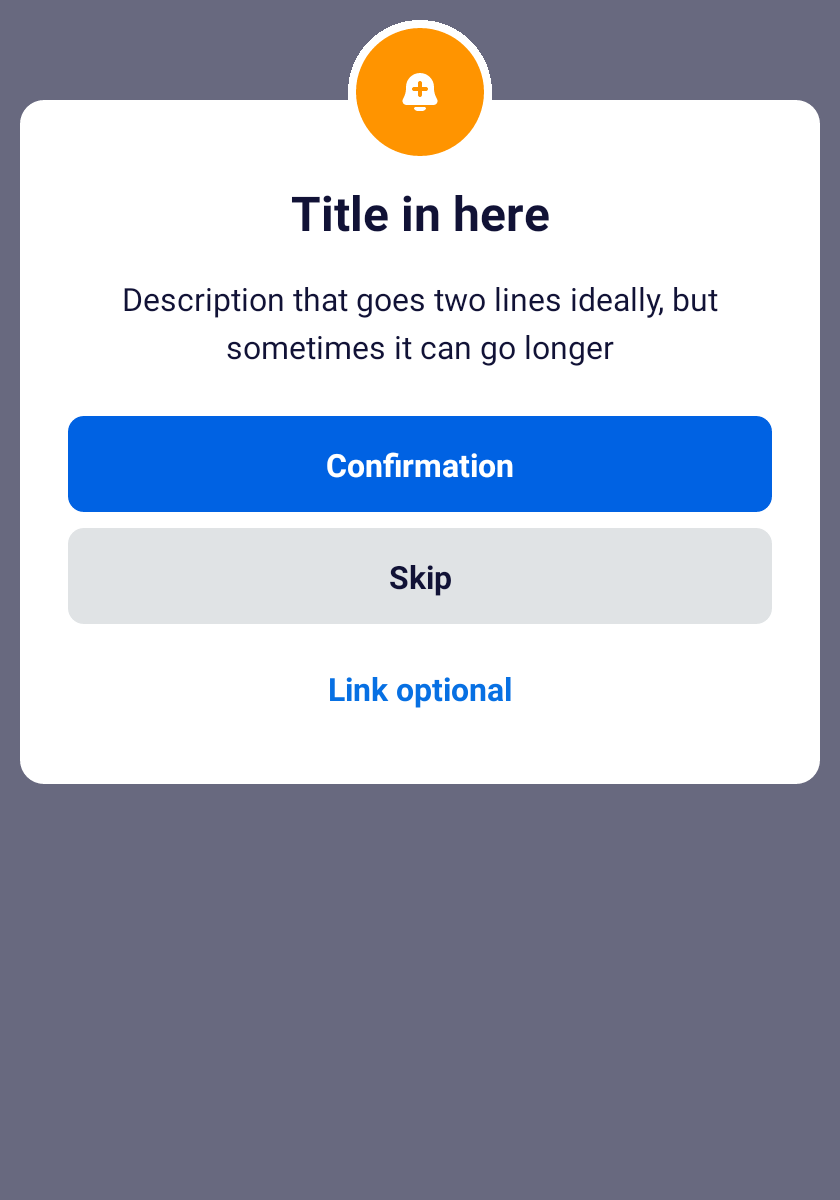 Title in here
Description that goes two lines ideally, but
sometimes it can go longer
Confirmation
Skip
Link optional